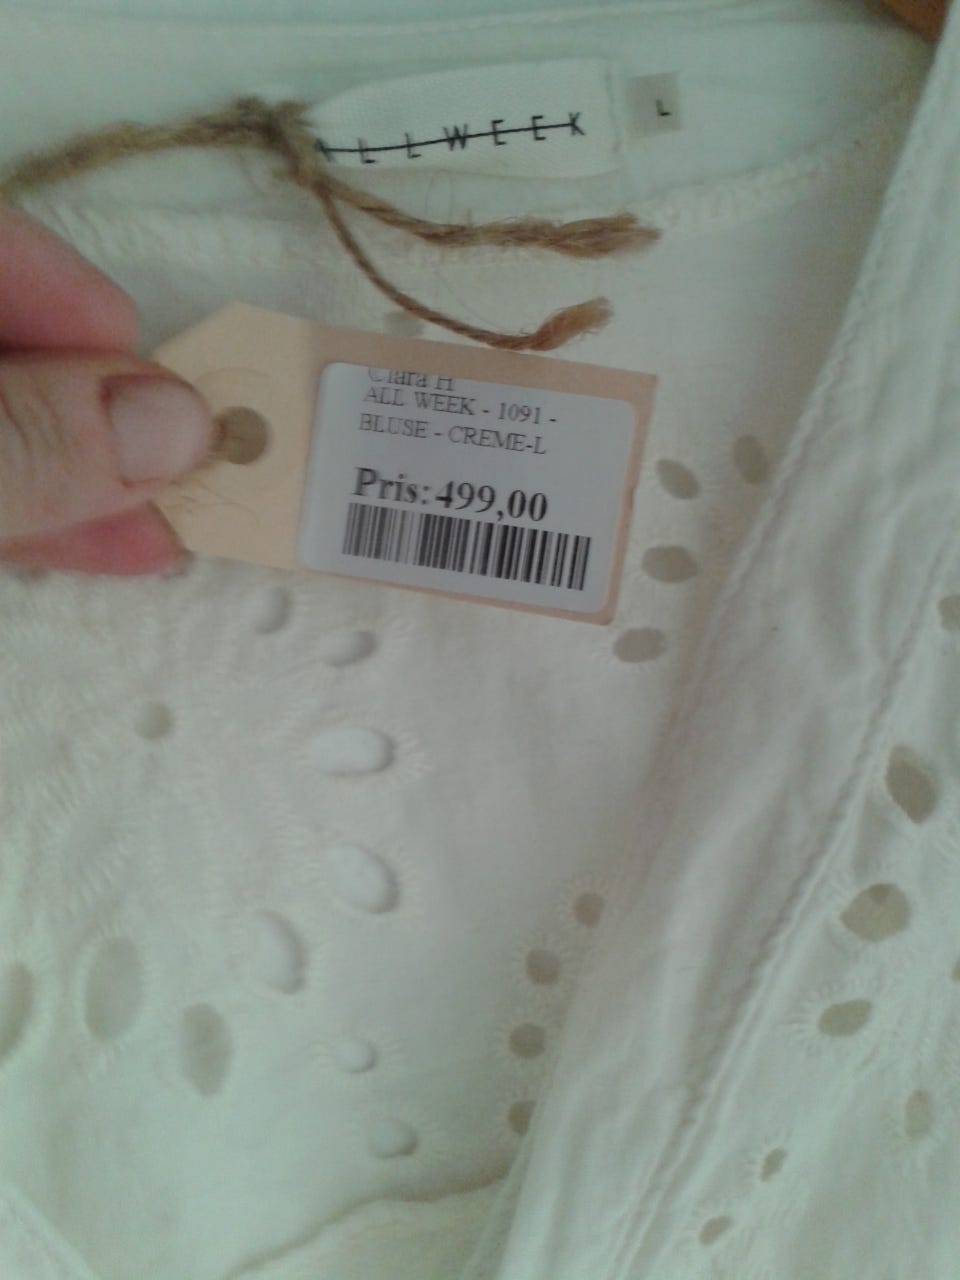 ALLWEEK
L
Clara H
ALL WEEK - 1091 -
BLUSE - CREME-L
Pris: 499,00